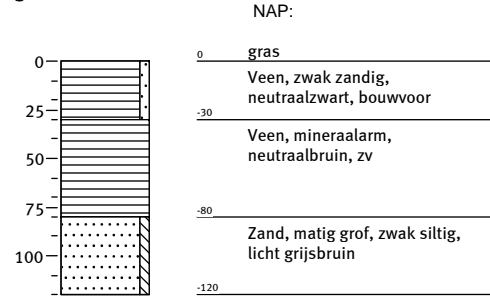 NAP:
0
0
gras
Veen, zwak zandig,
neutraalzwart, bouwvoor
25
-30
Veen, mineraalarm,
neutraalbruin, zv
50
75
-80
Zand, matig grof, zwak siltig,
licht grijsbruin
100
-120